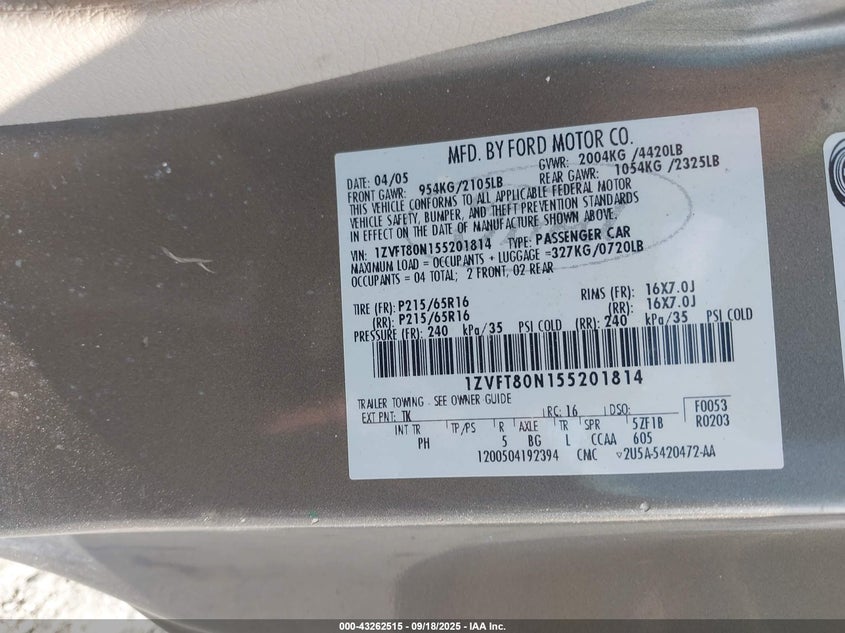 MFD. BY FORD MOTOR CO.
DATE: 04/05 GVWR: 2004KG /4420LB
FRONT GAWR: 954KG/2105LB REAR GAWR: 1054KG/2325LB
THIS VEHICLE CONFORMS TO ALL APPLICABLE FEDERAL MOTOR
VEHICLE SAFETY, BUMPER, AND THEFT PREVENTION STANDARDS
IN EFFECT ON THE DATE OF MANUFACTURE SHOWN ABOVE.
VIN: 1ZVFT80N155201814 TYPE: PASSENGER CAR
MAXIMUM LOAD = OCCUPANTS + LUGGAGE =327KG/0720LB
OCCUPANTS = 04 TOTAL; 2 FRONT, 02 REAR
TIRE (FR): P215/65R16 RIMS (FR): 16X7.0J
(RR): P215/65R16 (RR): 16X7.0J
PRESSURE (FR): 240 kPa/35 PSI COLD (RR): 240 kPa/35 PSI COLD
1ZVFT80N155201814
TRAILER TOWING - SEE OWNER GUIDE
EXT PNT: TK RC: 16 DSO: F0053
INT TR TP/PS R AXLE TR SPR 5ZF1B R0203
PH 5 BG L CCAA 605
1200504192394 CMC ▽2U5A-5420472-AA
000-43262515 - 09/18/2025 - IAA Inc.